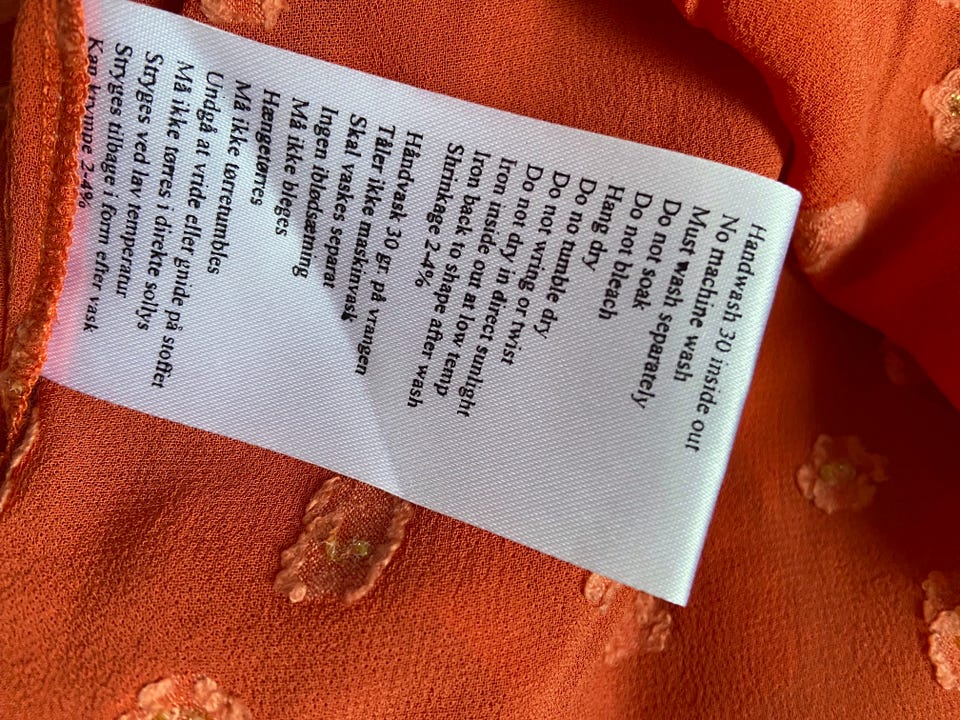 Handwash 30 inside out
No machine wash
Must wash separately
Do not soak
Do not bleach
Hang dry
Do no tumble dry
Do not wring or twist
Do not dry in direct sunlight
Iron inside out at low temp
Iron back to shape after wash
Shrinkage 2-4%
Håndvask 30 gr. på vrangen
Tåler ikke maskinvask
Skal vaskes separat
Ingen iblødsætning
Må ikke bleges
Hængetørres
Må ikke tørretumbles
Undgå at vride eller gnide på stoffet
Må ikke tørres i direkte sollys
Stryges ved lav temperatur
Stryges tilbage i form efter vask
Kan krympe 2-4%